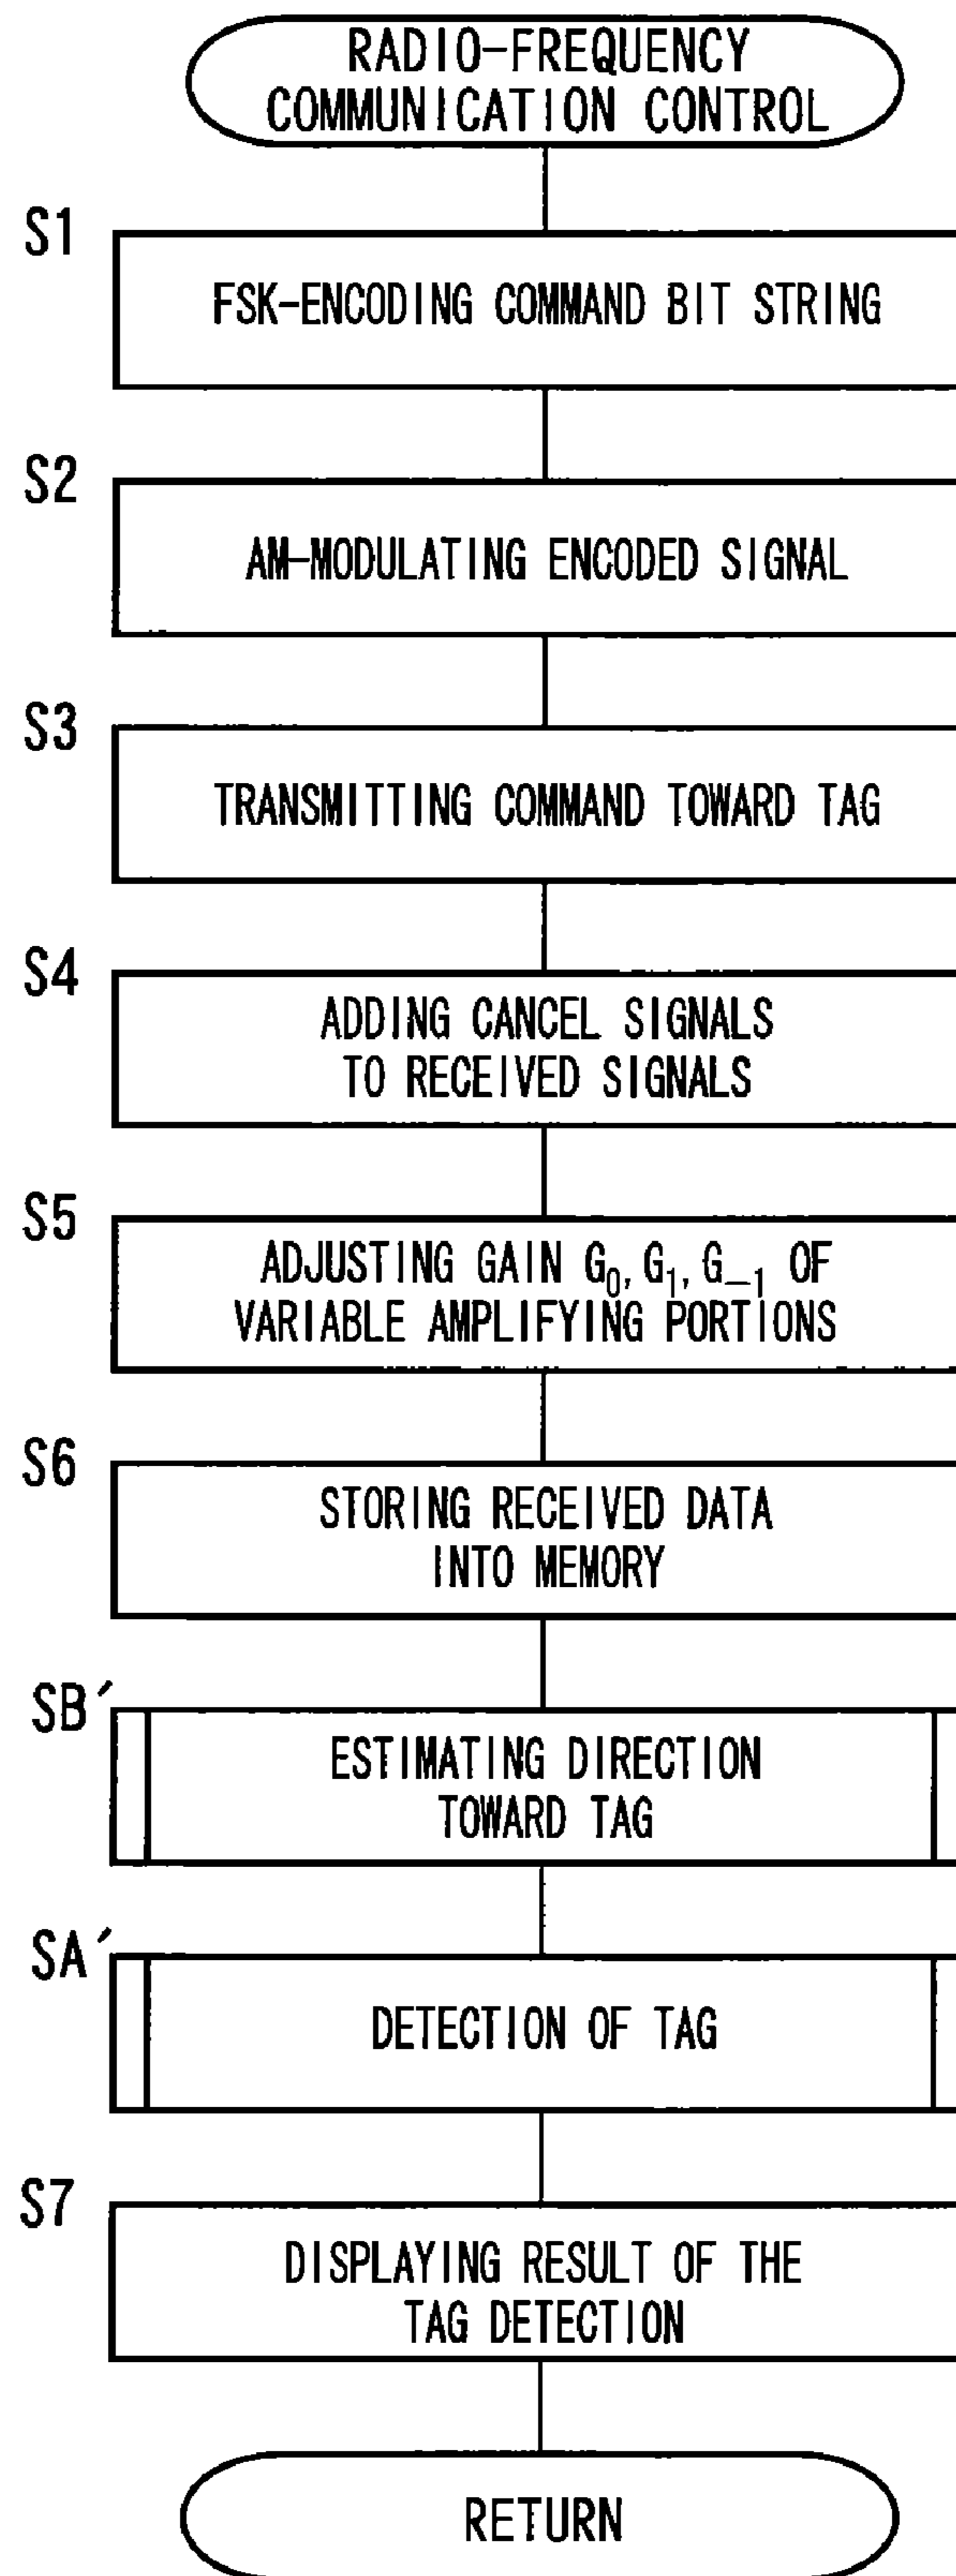 RADIO-FREQUENCY
COMMUNICATION CONTROL
S1
FSK-ENCODING COMMAND BIT STRING
S2
AM-MODULATING ENCODED SIGNAL
S3
TRANSMITTING COMMAND TOWARD TAG
S4
ADDING CANCEL SIGNALS
TO RECEIVED SIGNALS
S5
ADJUSTING GAIN G₀, G₁, G₋₁ OF
VARIABLE AMPLIFYING PORTIONS
S6
STORING RECEIVED DATA
INTO MEMORY
SB′
ESTIMATING DIRECTION
TOWARD TAG
SA′
DETECTION OF TAG
S7
DISPLAYING RESULT OF THE
TAG DETECTION
RETURN